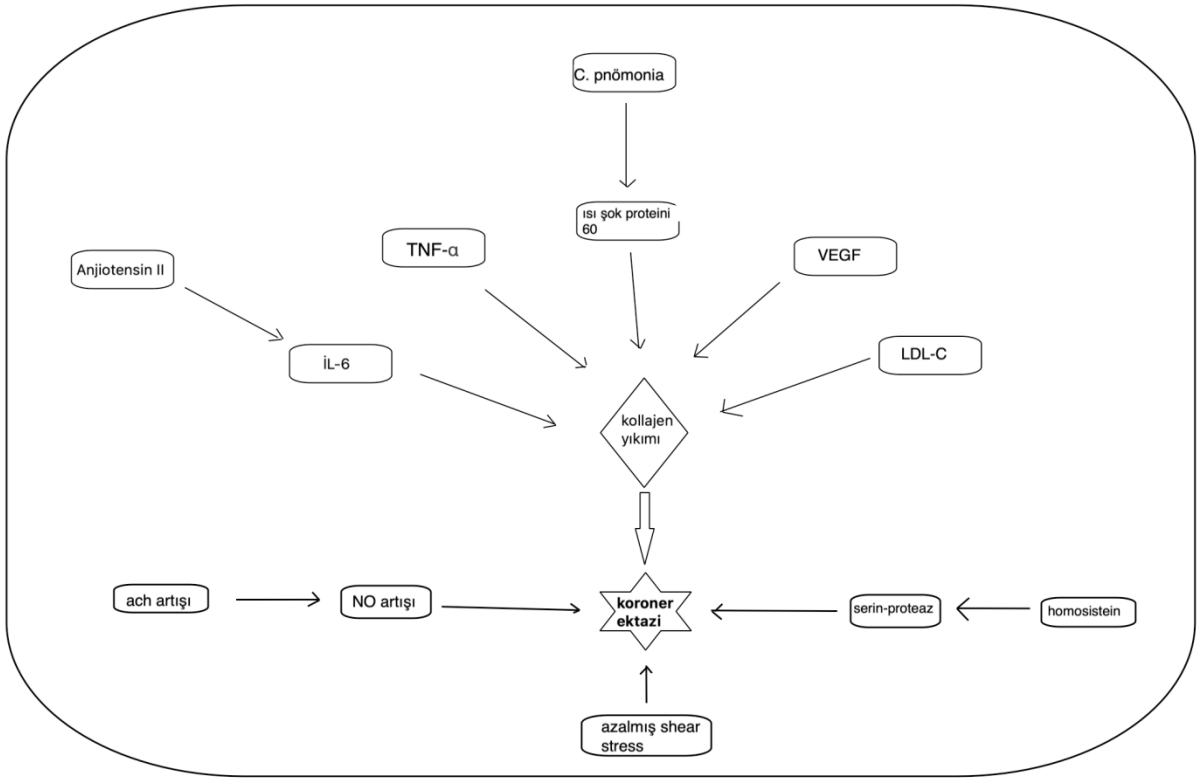 C. pnömonia
ısı şok proteini
60
TNF-α
VEGF
Anjiotensin II
İL-6
LDL-C
kollajen
yıkımı
ach artışı
NO artışı
koroner
ektazi
serin-proteaz
homosistein
azalmış shear
stress